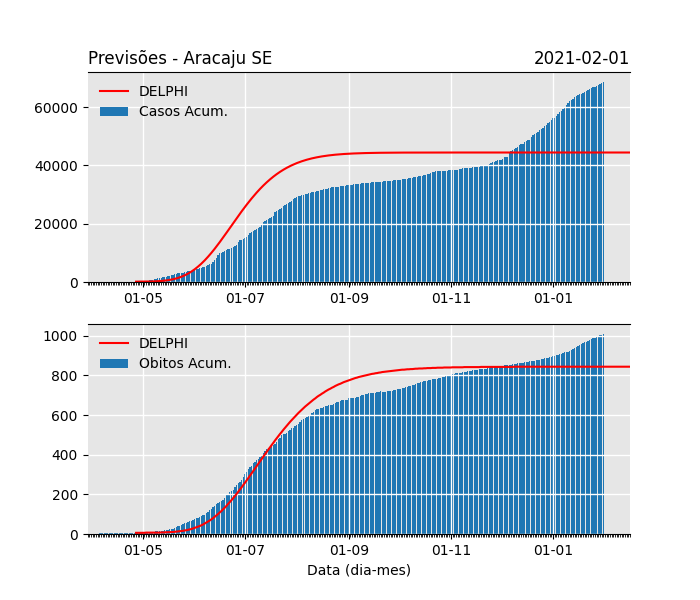 Previsões - Aracaju SE 2021-02-01
DELPHI
Casos Acum.
60000
40000
20000
0
01-05 01-07 01-09 01-11 01-01
DELPHI
Obitos Acum.
1000
800
600
400
200
0
01-05 01-07 01-09 01-11 01-01
Data (dia-mes)